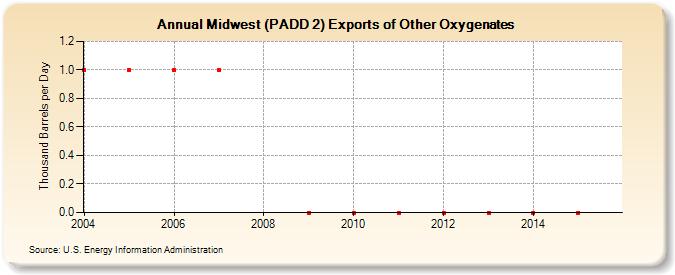 Annual Midwest (PADD 2) Exports of Other Oxygenates
Thousand Barrels per Day
1.2
1.0
0.8
0.6
0.4
0.2
0.0
2004 2006 2008 2010 2012 2014
Source: U.S. Energy Information Administration